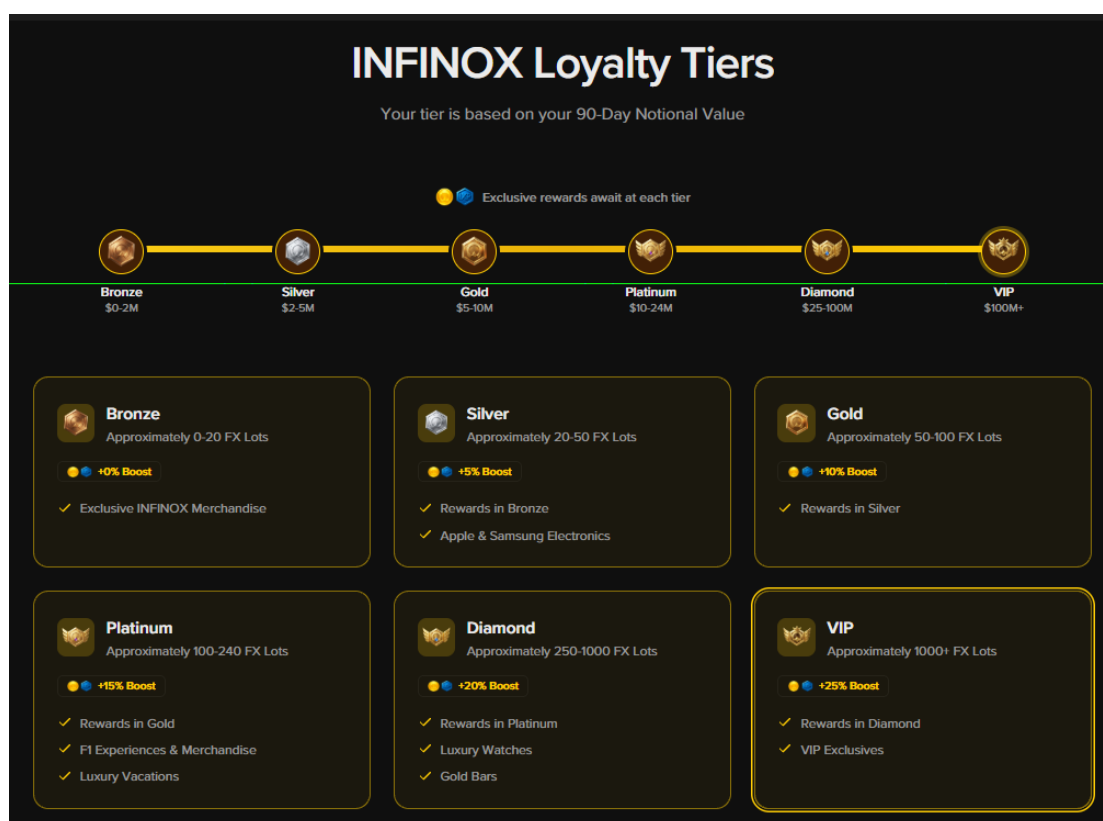 INFINOX Loyalty Tiers
Your tier is based on your 90-Day Notional Value
Exclusive rewards await at each tier
Bronze
$0-2M
Silver
$2-5M
Gold
$5-10M
Platinum
$10-24M
Diamond
$25-100M
VIP
$100M+
Bronze
Approximately 0-20 FX Lots
+0% Boost
Exclusive INFINOX Merchandise
Silver
Approximately 20-50 FX Lots
+5% Boost
Rewards in Bronze
Apple & Samsung Electronics
Gold
Approximately 50-100 FX Lots
+10% Boost
Rewards in Silver
Platinum
Approximately 100-240 FX Lots
+15% Boost
Rewards in Gold
F1 Experiences & Merchandise
Luxury Vacations
Diamond
Approximately 250-1000 FX Lots
+20% Boost
Rewards in Platinum
Luxury Watches
Gold Bars
VIP
Approximately 1000+ FX Lots
+25% Boost
Rewards in Diamond
VIP Exclusives